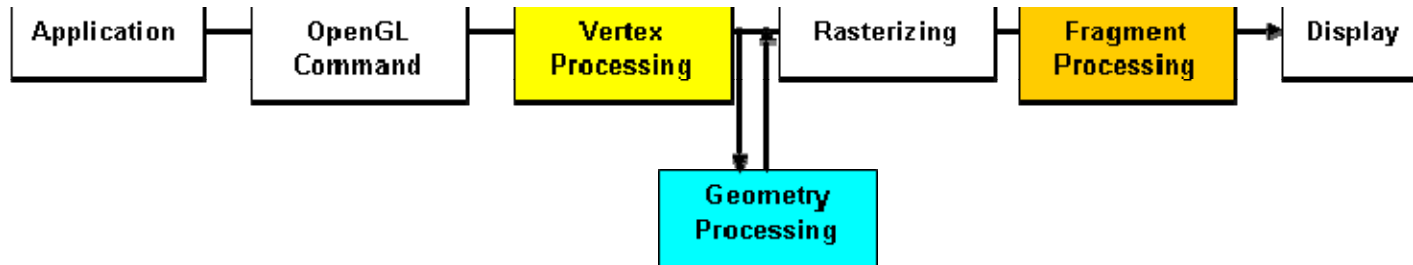 Application
OpenGL
Command
Vertex
Processing
Rasterizing
Fragment
Processing
Display
Geometry
Processing